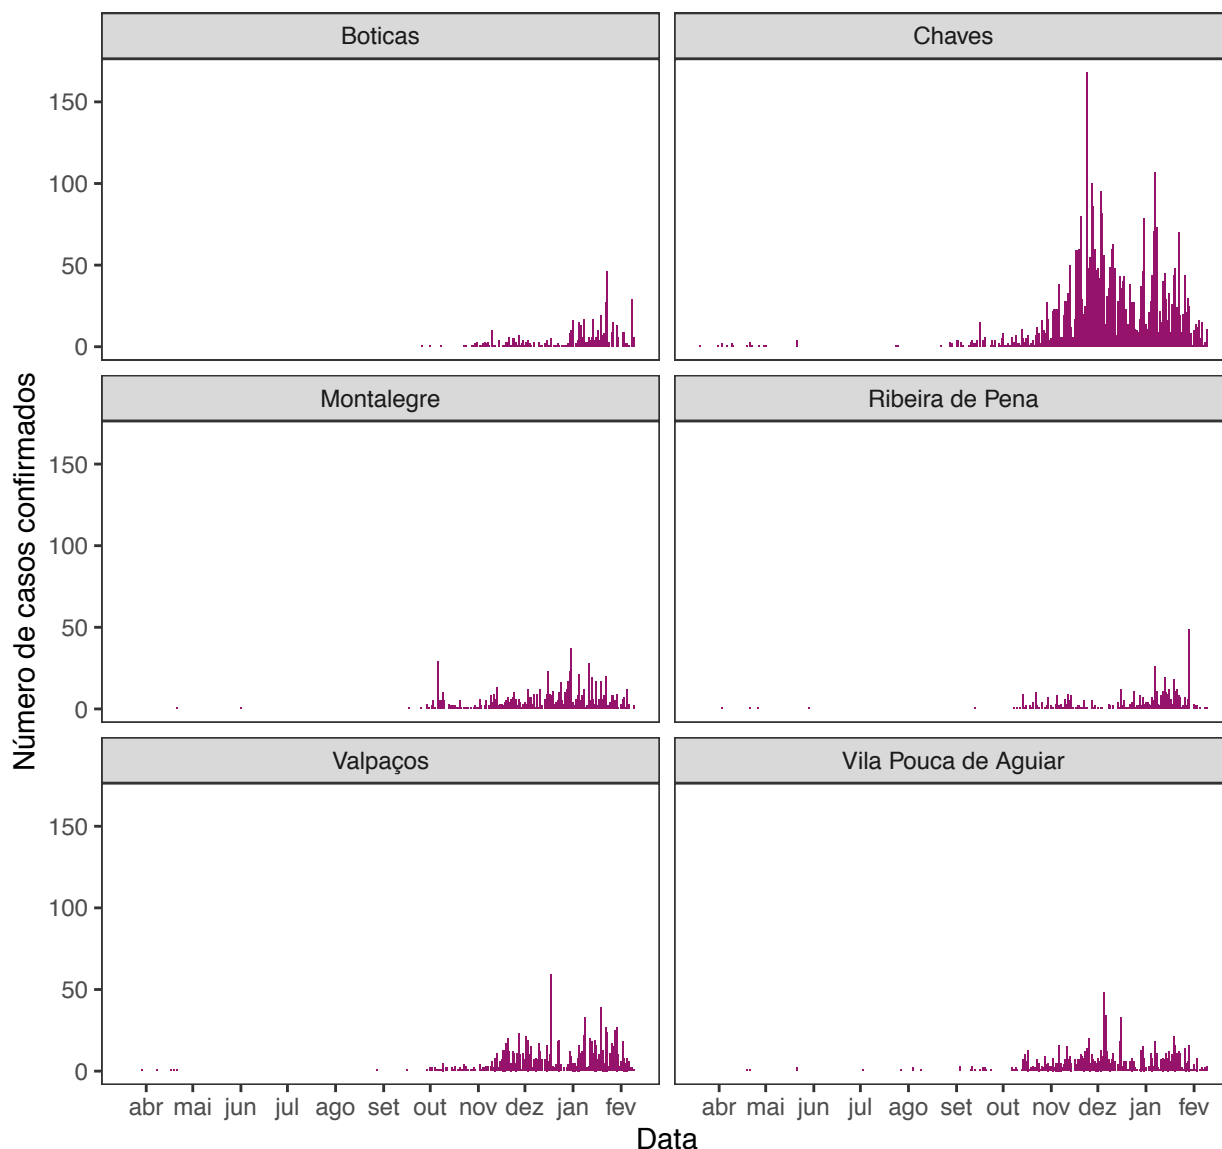 Boticas
Chaves
150
100
50
0
Montalegre
Ribeira de Pena
150
100
50
0
Valpaços
Vila Pouca de Aguiar
150
100
50
0
abr mai jun jul ago set out nov dez jan fev
abr mai jun jul ago set out nov dez jan fev
Data
Número de casos confirmados